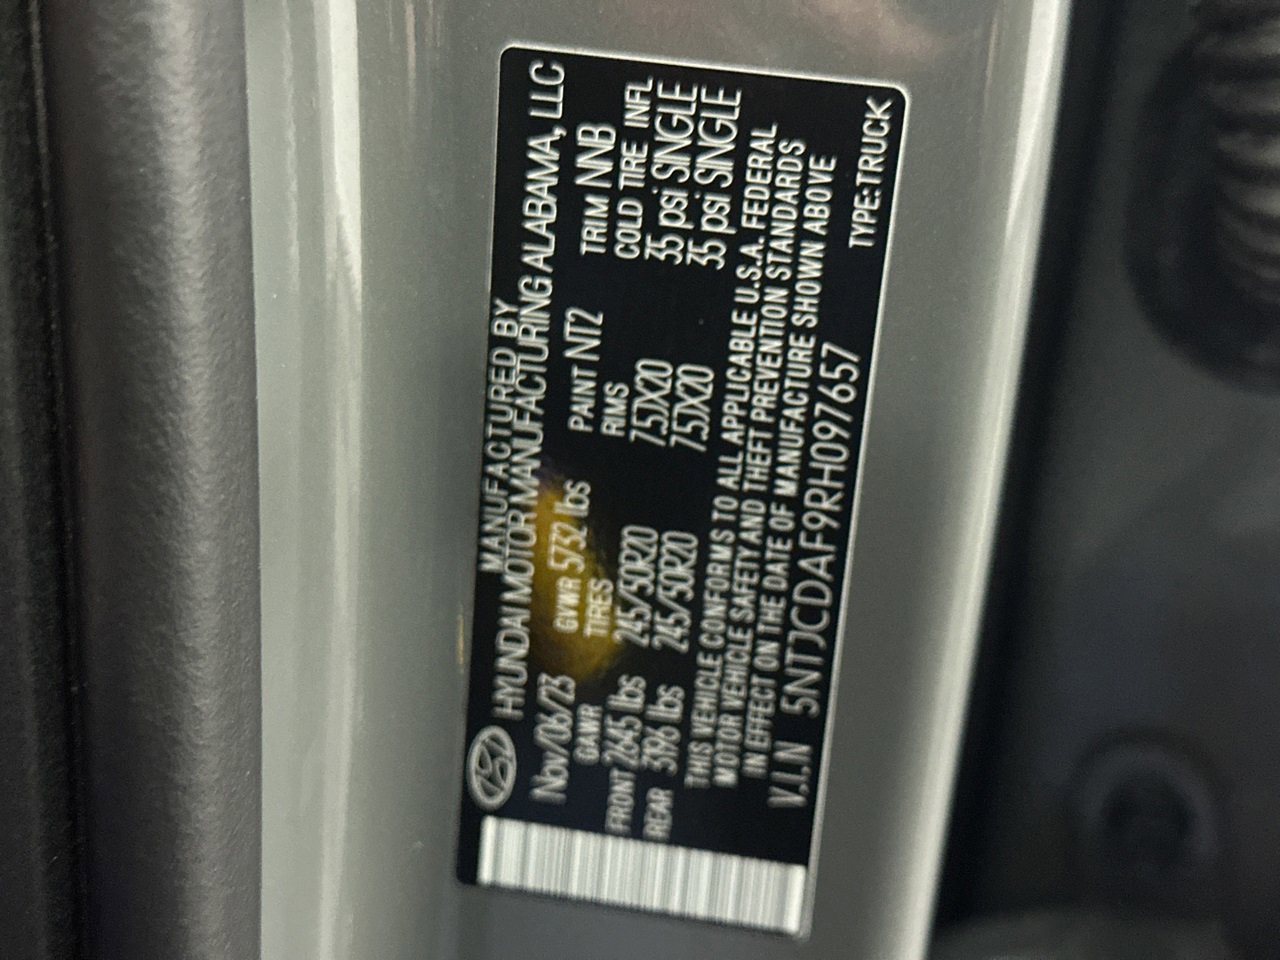 MANUFACTURED BY
HYUNDAI MOTOR MANUFACTURING ALABAMA, LLC
Nov/06/23 GVWR 5732 lbs PAINT NT2 TRIM NNB
GAWR TIRES RIMS COLD TIRE INFL
FRONT 2645 lbs 245/50R20 7.5JX20 35 psi SINGLE
REAR 3196 lbs 245/50R20 7.5JX20 35 psi SINGLE
THIS VEHICLE CONFORMS TO ALL APPLICABLE U.S.A. FEDERAL
MOTOR VEHICLE SAFETY AND THEFT PREVENTION STANDARDS
IN EFFECT ON THE DATE OF MANUFACTURE SHOWN ABOVE
V.I.N 5NTJCDAF9RH097657 TYPE:TRUCK